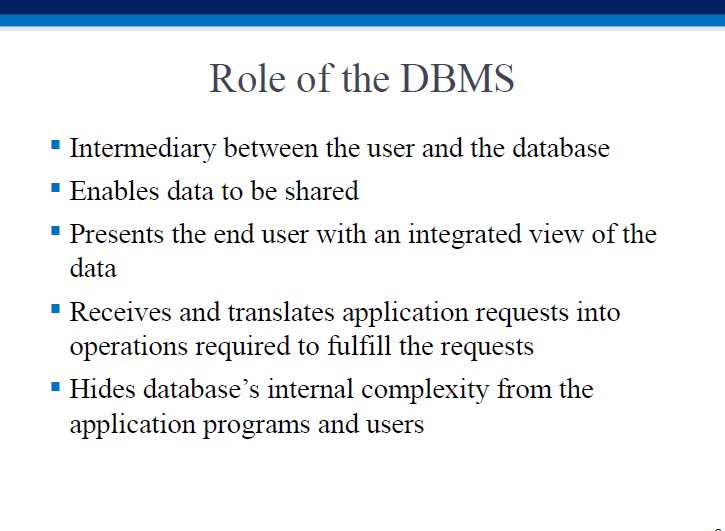 Role of the DBMS
▪ Intermediary between the user and the database
▪ Enables data to be shared
▪ Presents the end user with an integrated view of the
data
▪ Receives and translates application requests into
operations required to fulfill the requests
▪ Hides database’s internal complexity from the
application programs and users